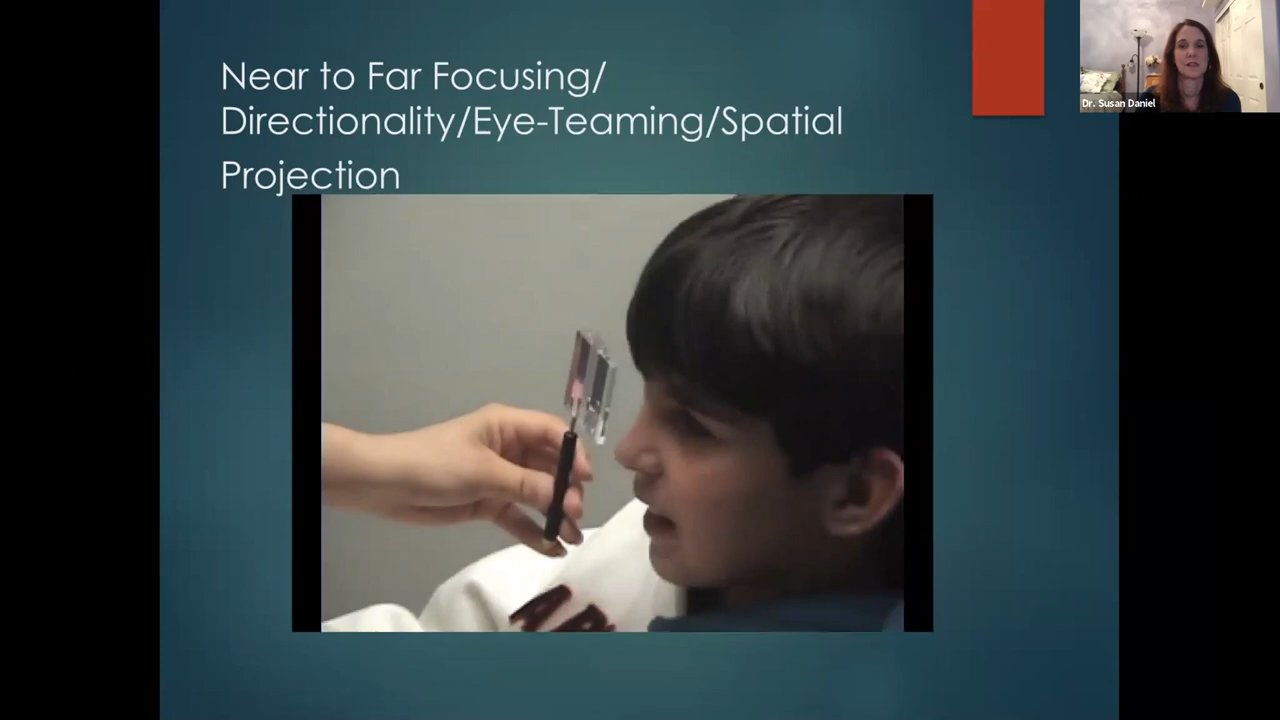 Near to Far Focusing/
Directionality/Eye-Teaming/Spatial
Projection
Dr. Susan Daniel